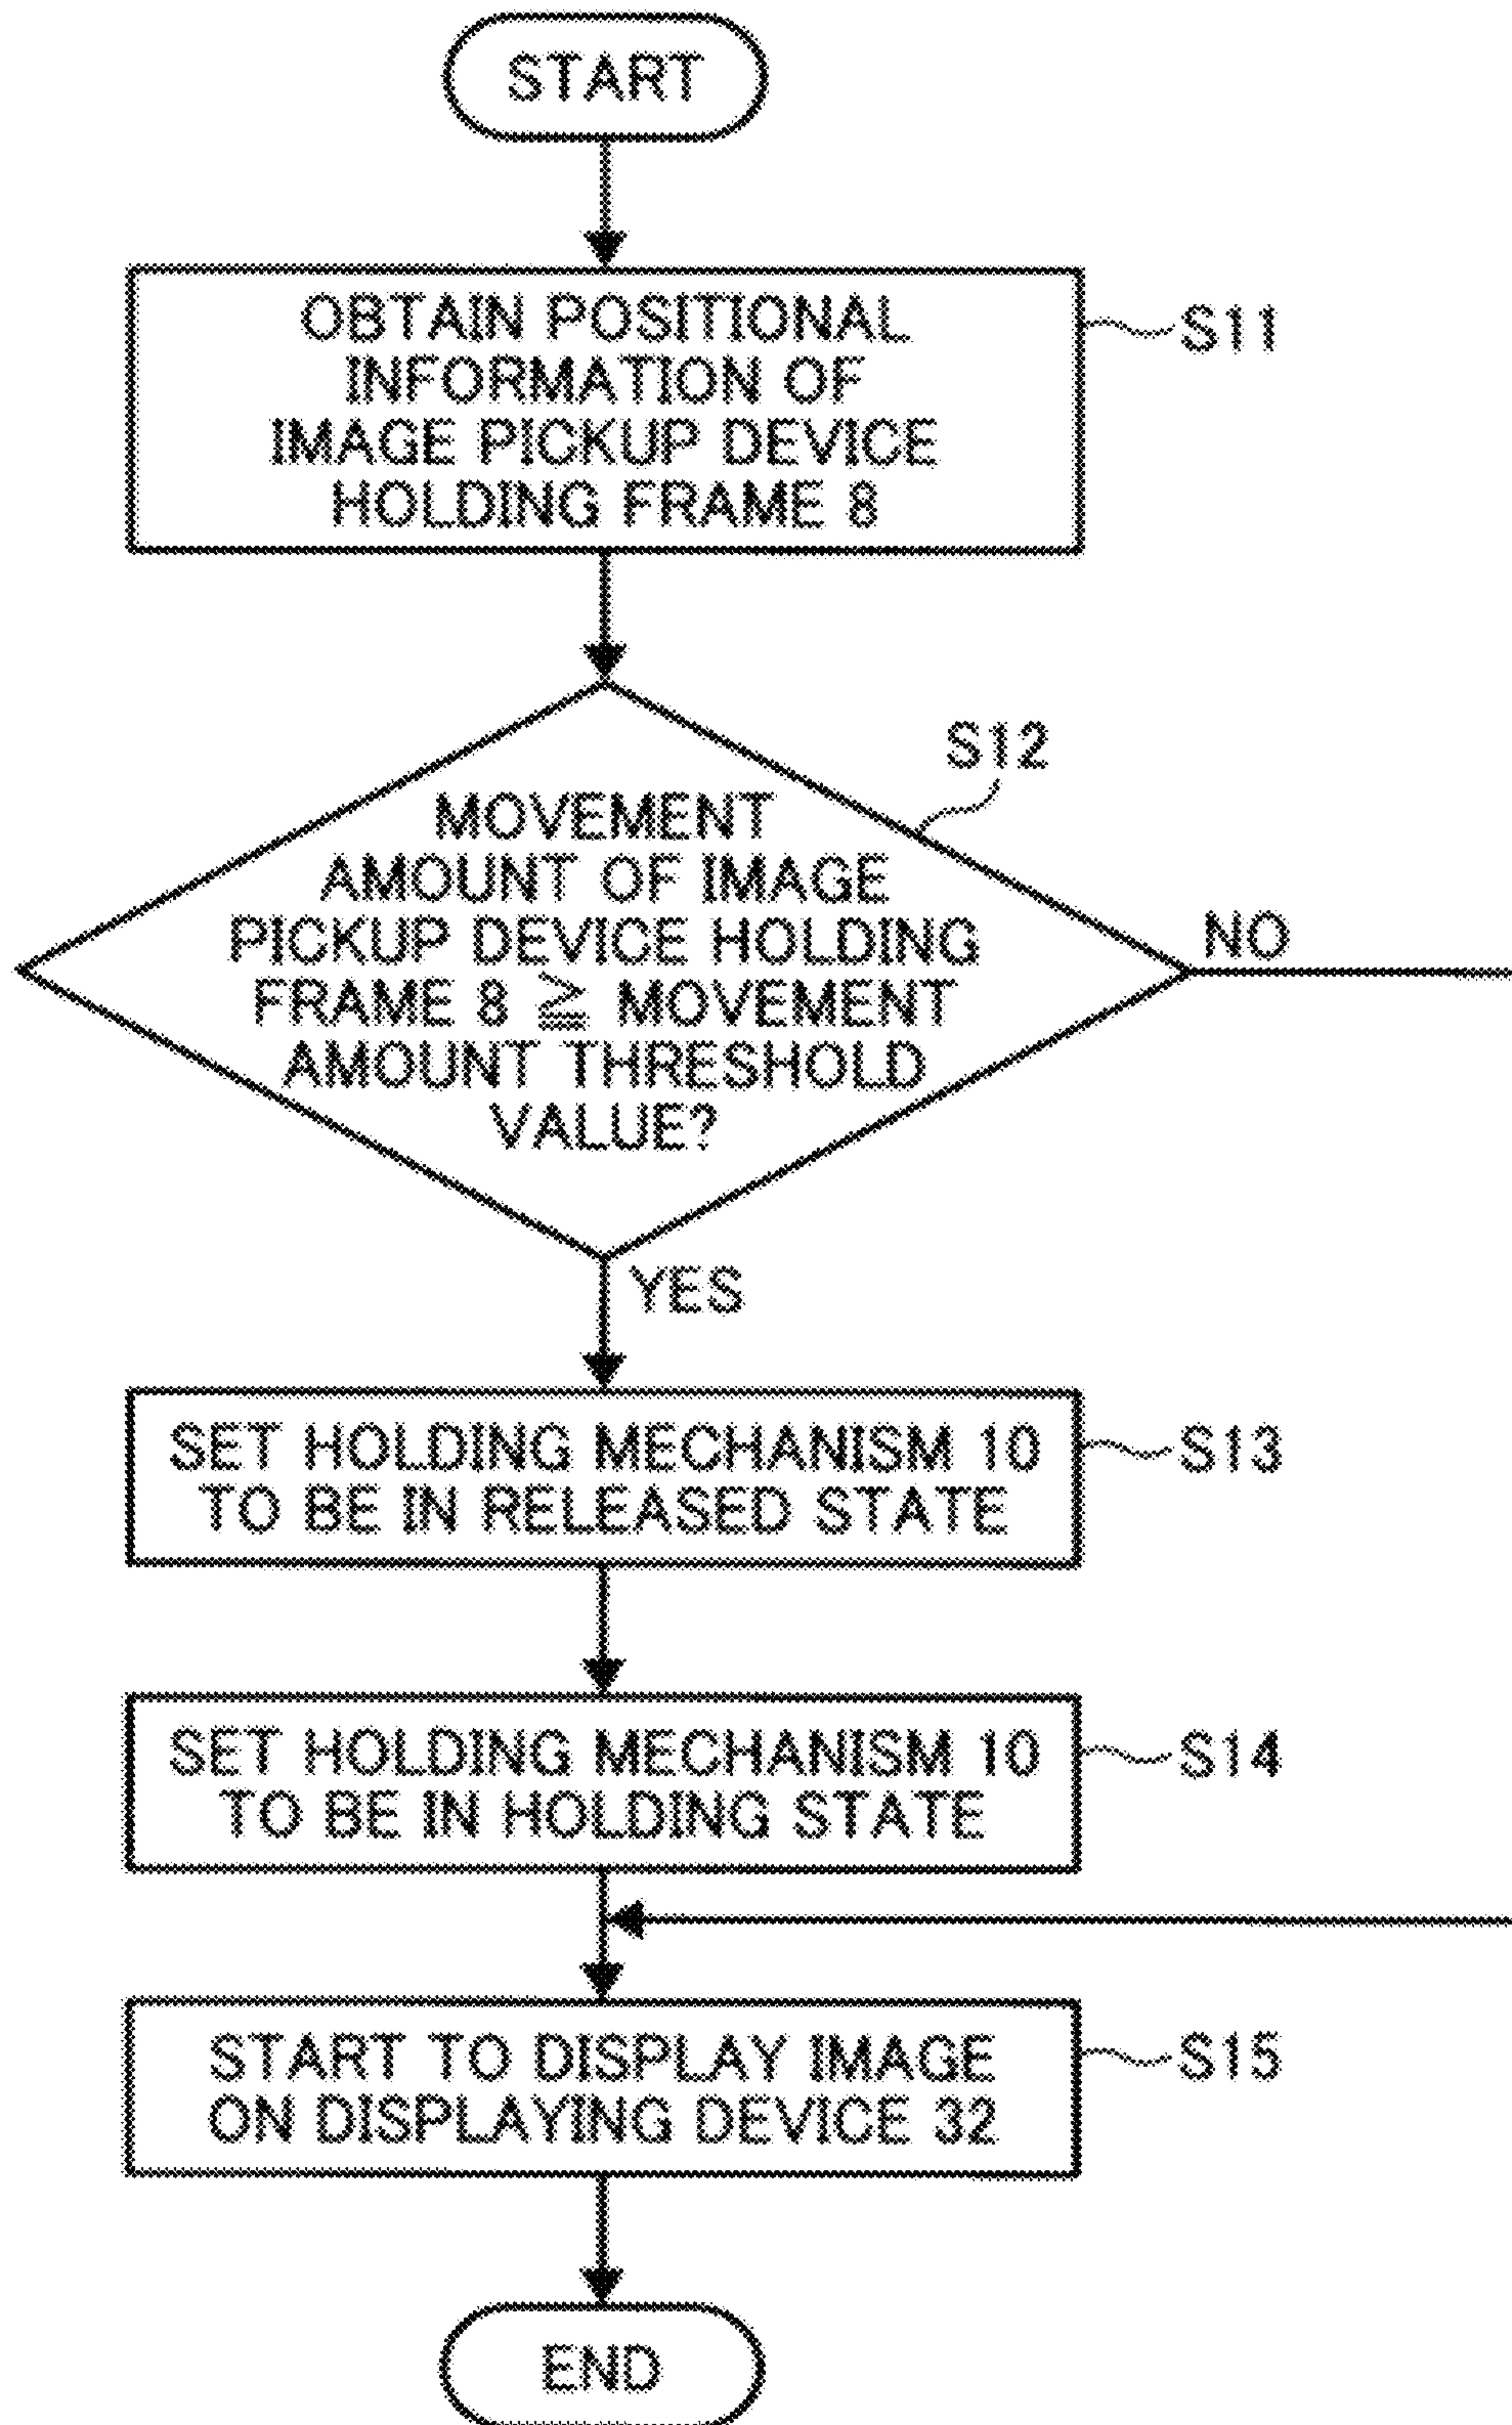 START
OBTAIN POSITIONAL
INFORMATION OF
IMAGE PICKUP DEVICE
HOLDING FRAME 8
S11
S12
MOVEMENT
AMOUNT OF IMAGE
PICKUP DEVICE HOLDING
FRAME 8 ≧ MOVEMENT
AMOUNT THRESHOLD
VALUE?
NO
YES
SET HOLDING MECHANISM 10
TO BE IN RELEASED STATE
S13
SET HOLDING MECHANISM 10
TO BE IN HOLDING STATE
S14
START TO DISPLAY IMAGE
ON DISPLAYING DEVICE 32
S15
END